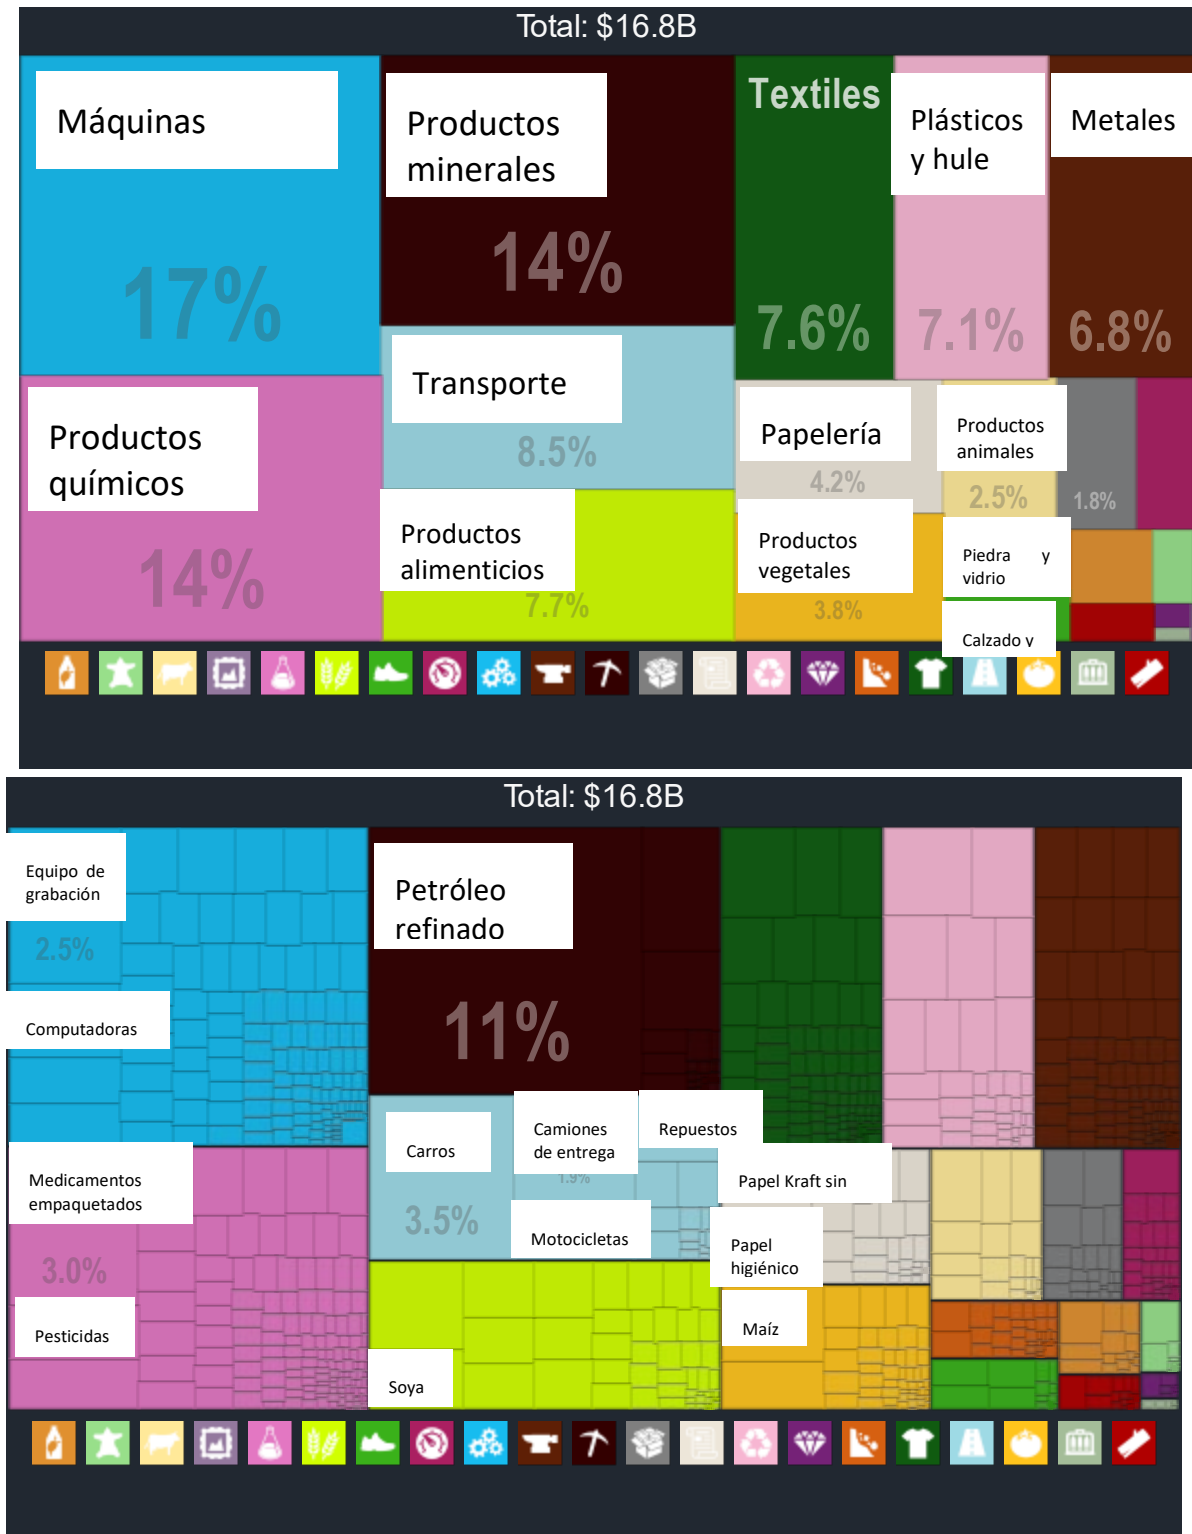 Total: $16.8B
Máquinas
17%
Productos
minerales
14%
Textiles
7.6%
Plásticos
y hule
7.1%
Metales
6.8%
Productos
químicos
14%
Transporte
8.5%
Productos
alimenticios
7.7%
Papelería
4.2%
Productos
animales
2.5%
1.8%
Productos
vegetales
3.8%
Piedra y
vidrio
Calzado y
Total: $16.8B
Equipo de
grabación
2.5%
Computadoras
Petróleo
refinado
11%
Medicamentos
empaquetados
3.0%
Pesticidas
Carros
3.5%
Camiones
de entrega
1.9%
Repuestos
Motocicletas
Papel Kraft sin
Papel
higiénico
Maíz
Soya